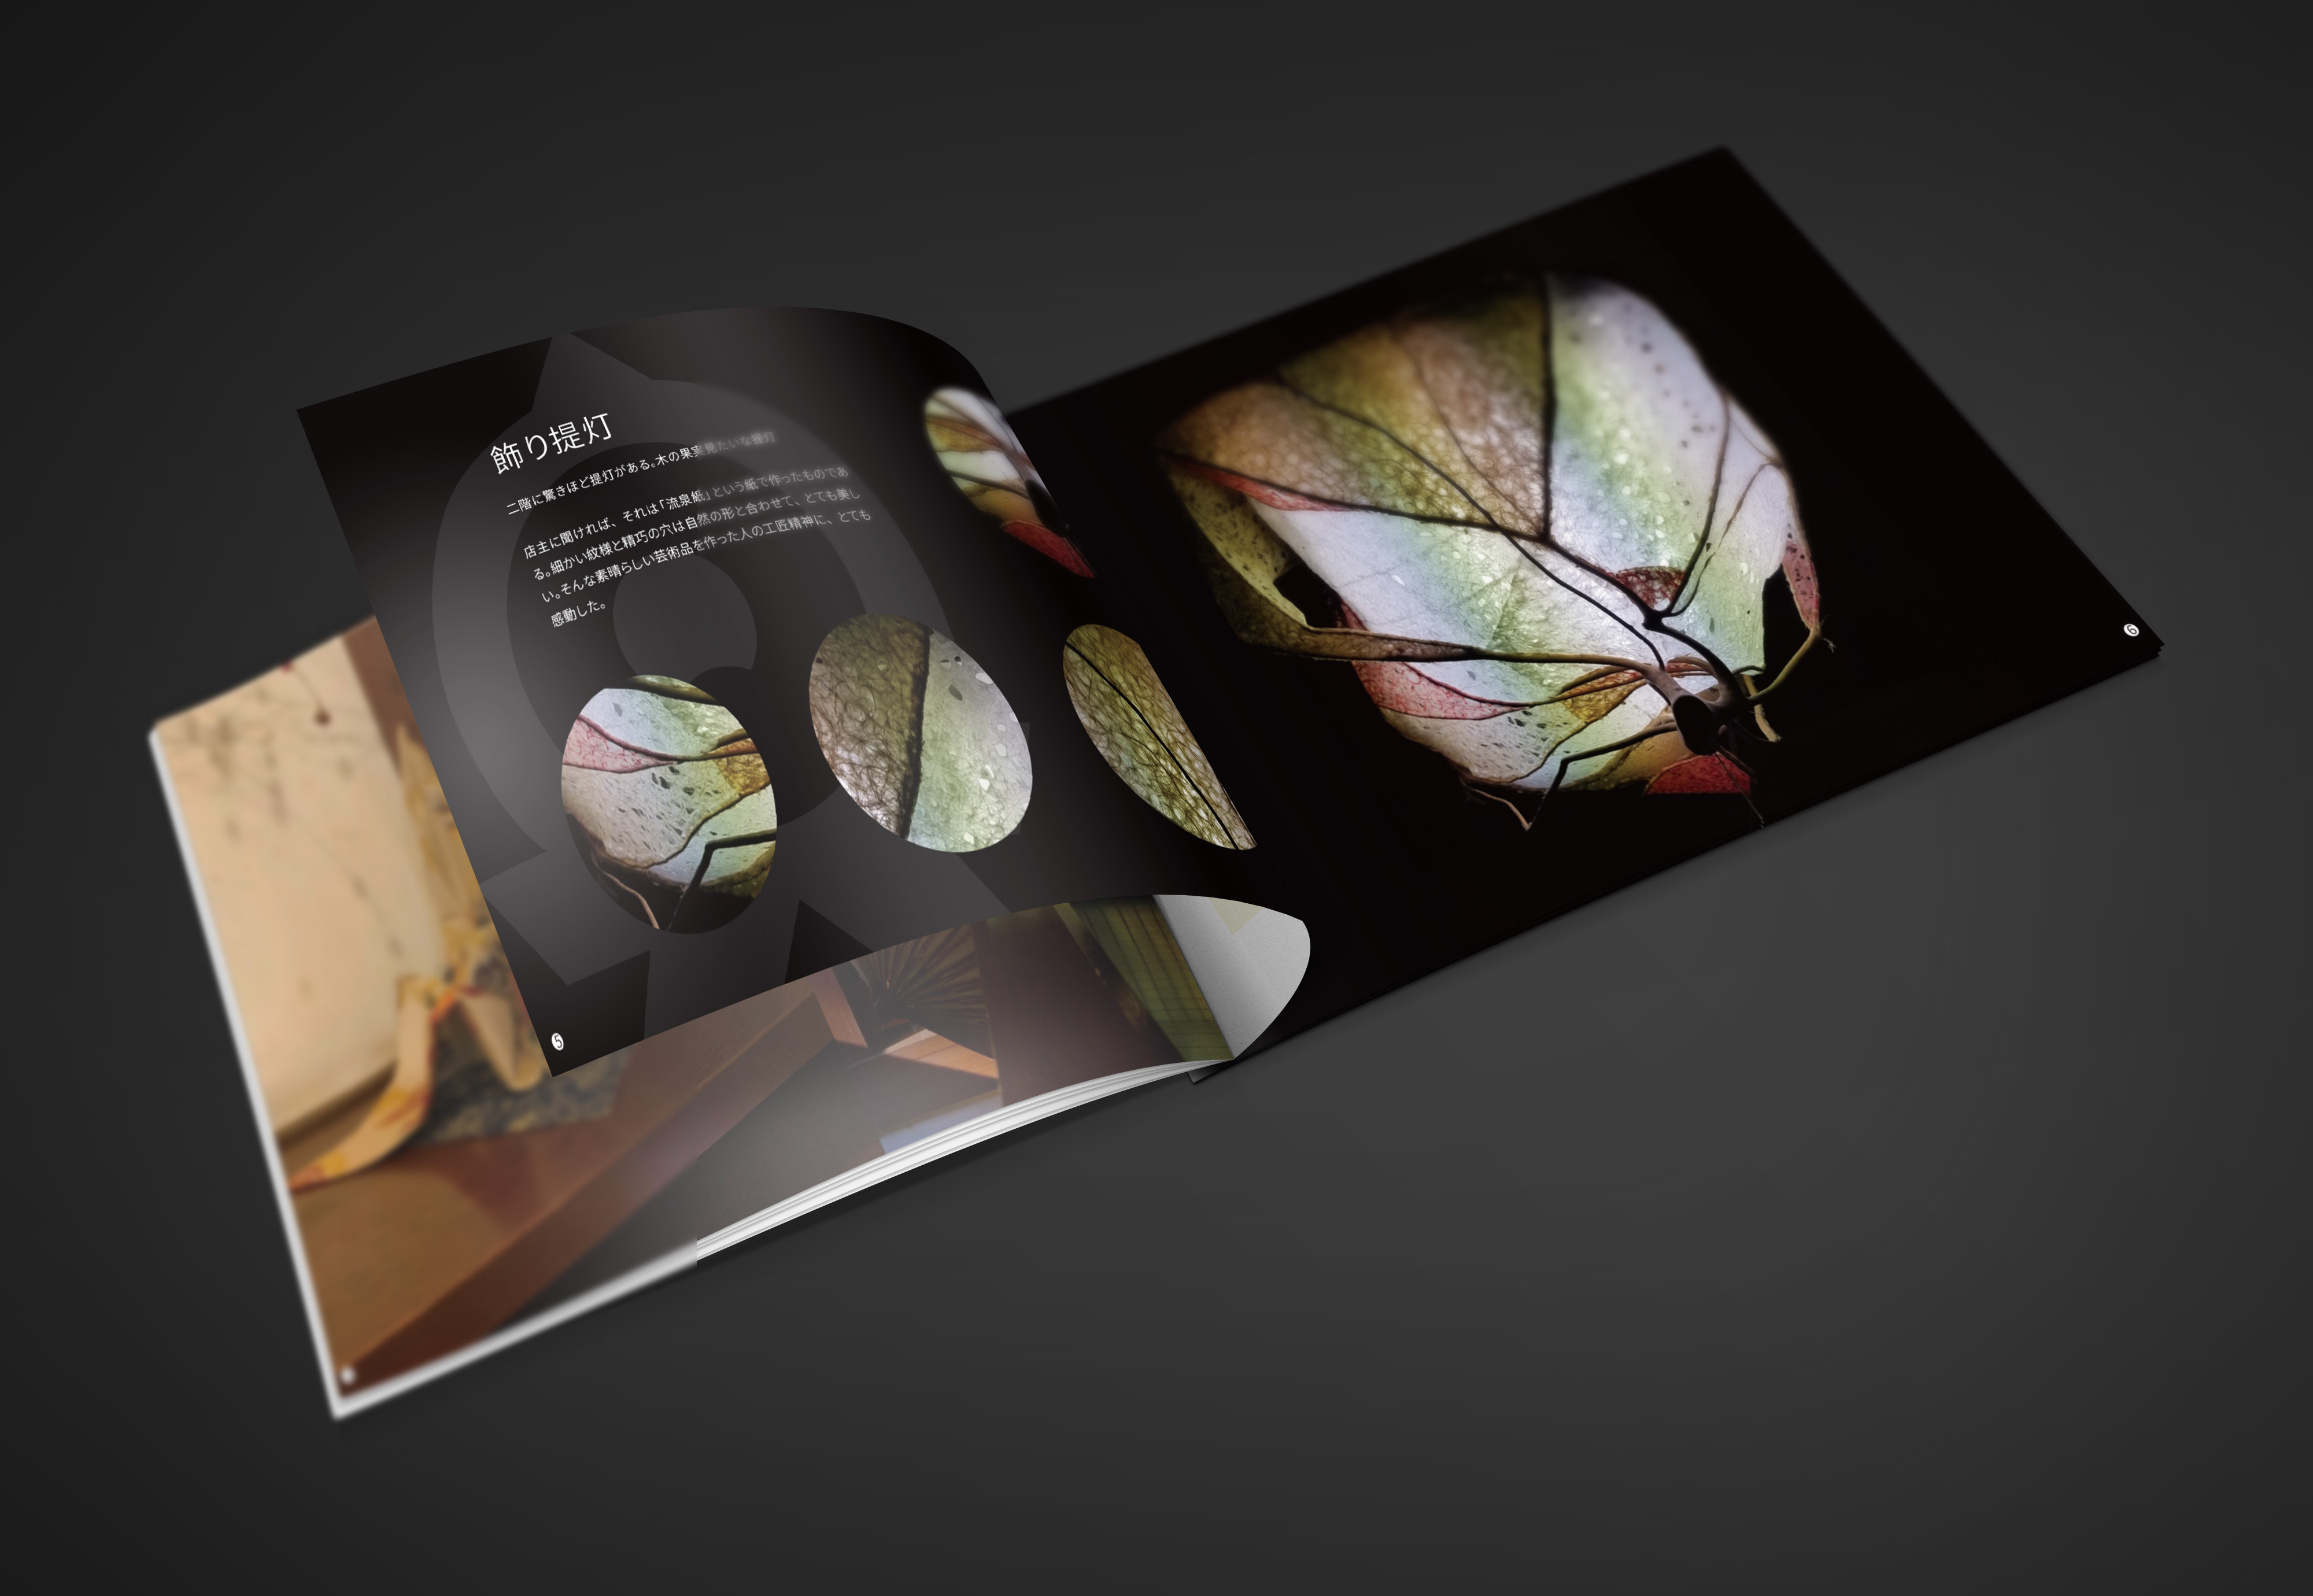 飾り提灯
二階に驚きほど提灯がある。木の果実見たいな提灯
店主に聞ければ、それは「流泉紙」という紙で作ったものであ
る。細かい紋様と精巧の穴は自然の形と合わせて、とても美し
い。そんな素晴らしい芸術品を作った人の工匠精神に、とても
感動した。
5
6